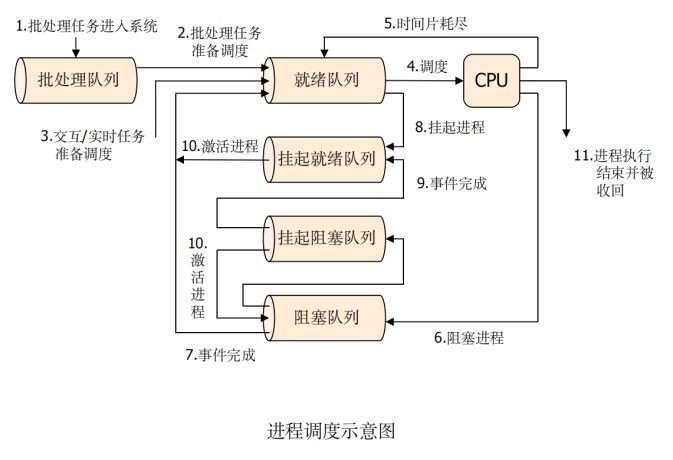 1.批处理任务进入系统
2.批处理任务
准备调度
5.时间片耗尽
批处理队列
就绪队列
4.调度
CPU
3.交互/实时任务
准备调度
8.挂起进程
10.激活进程
挂起就绪队列
11.进程执行
结束并被
收回
9.事件完成
挂起阻塞队列
10.
激
活
进
程
阻塞队列
6.阻塞进程
7.事件完成
进程调度示意图